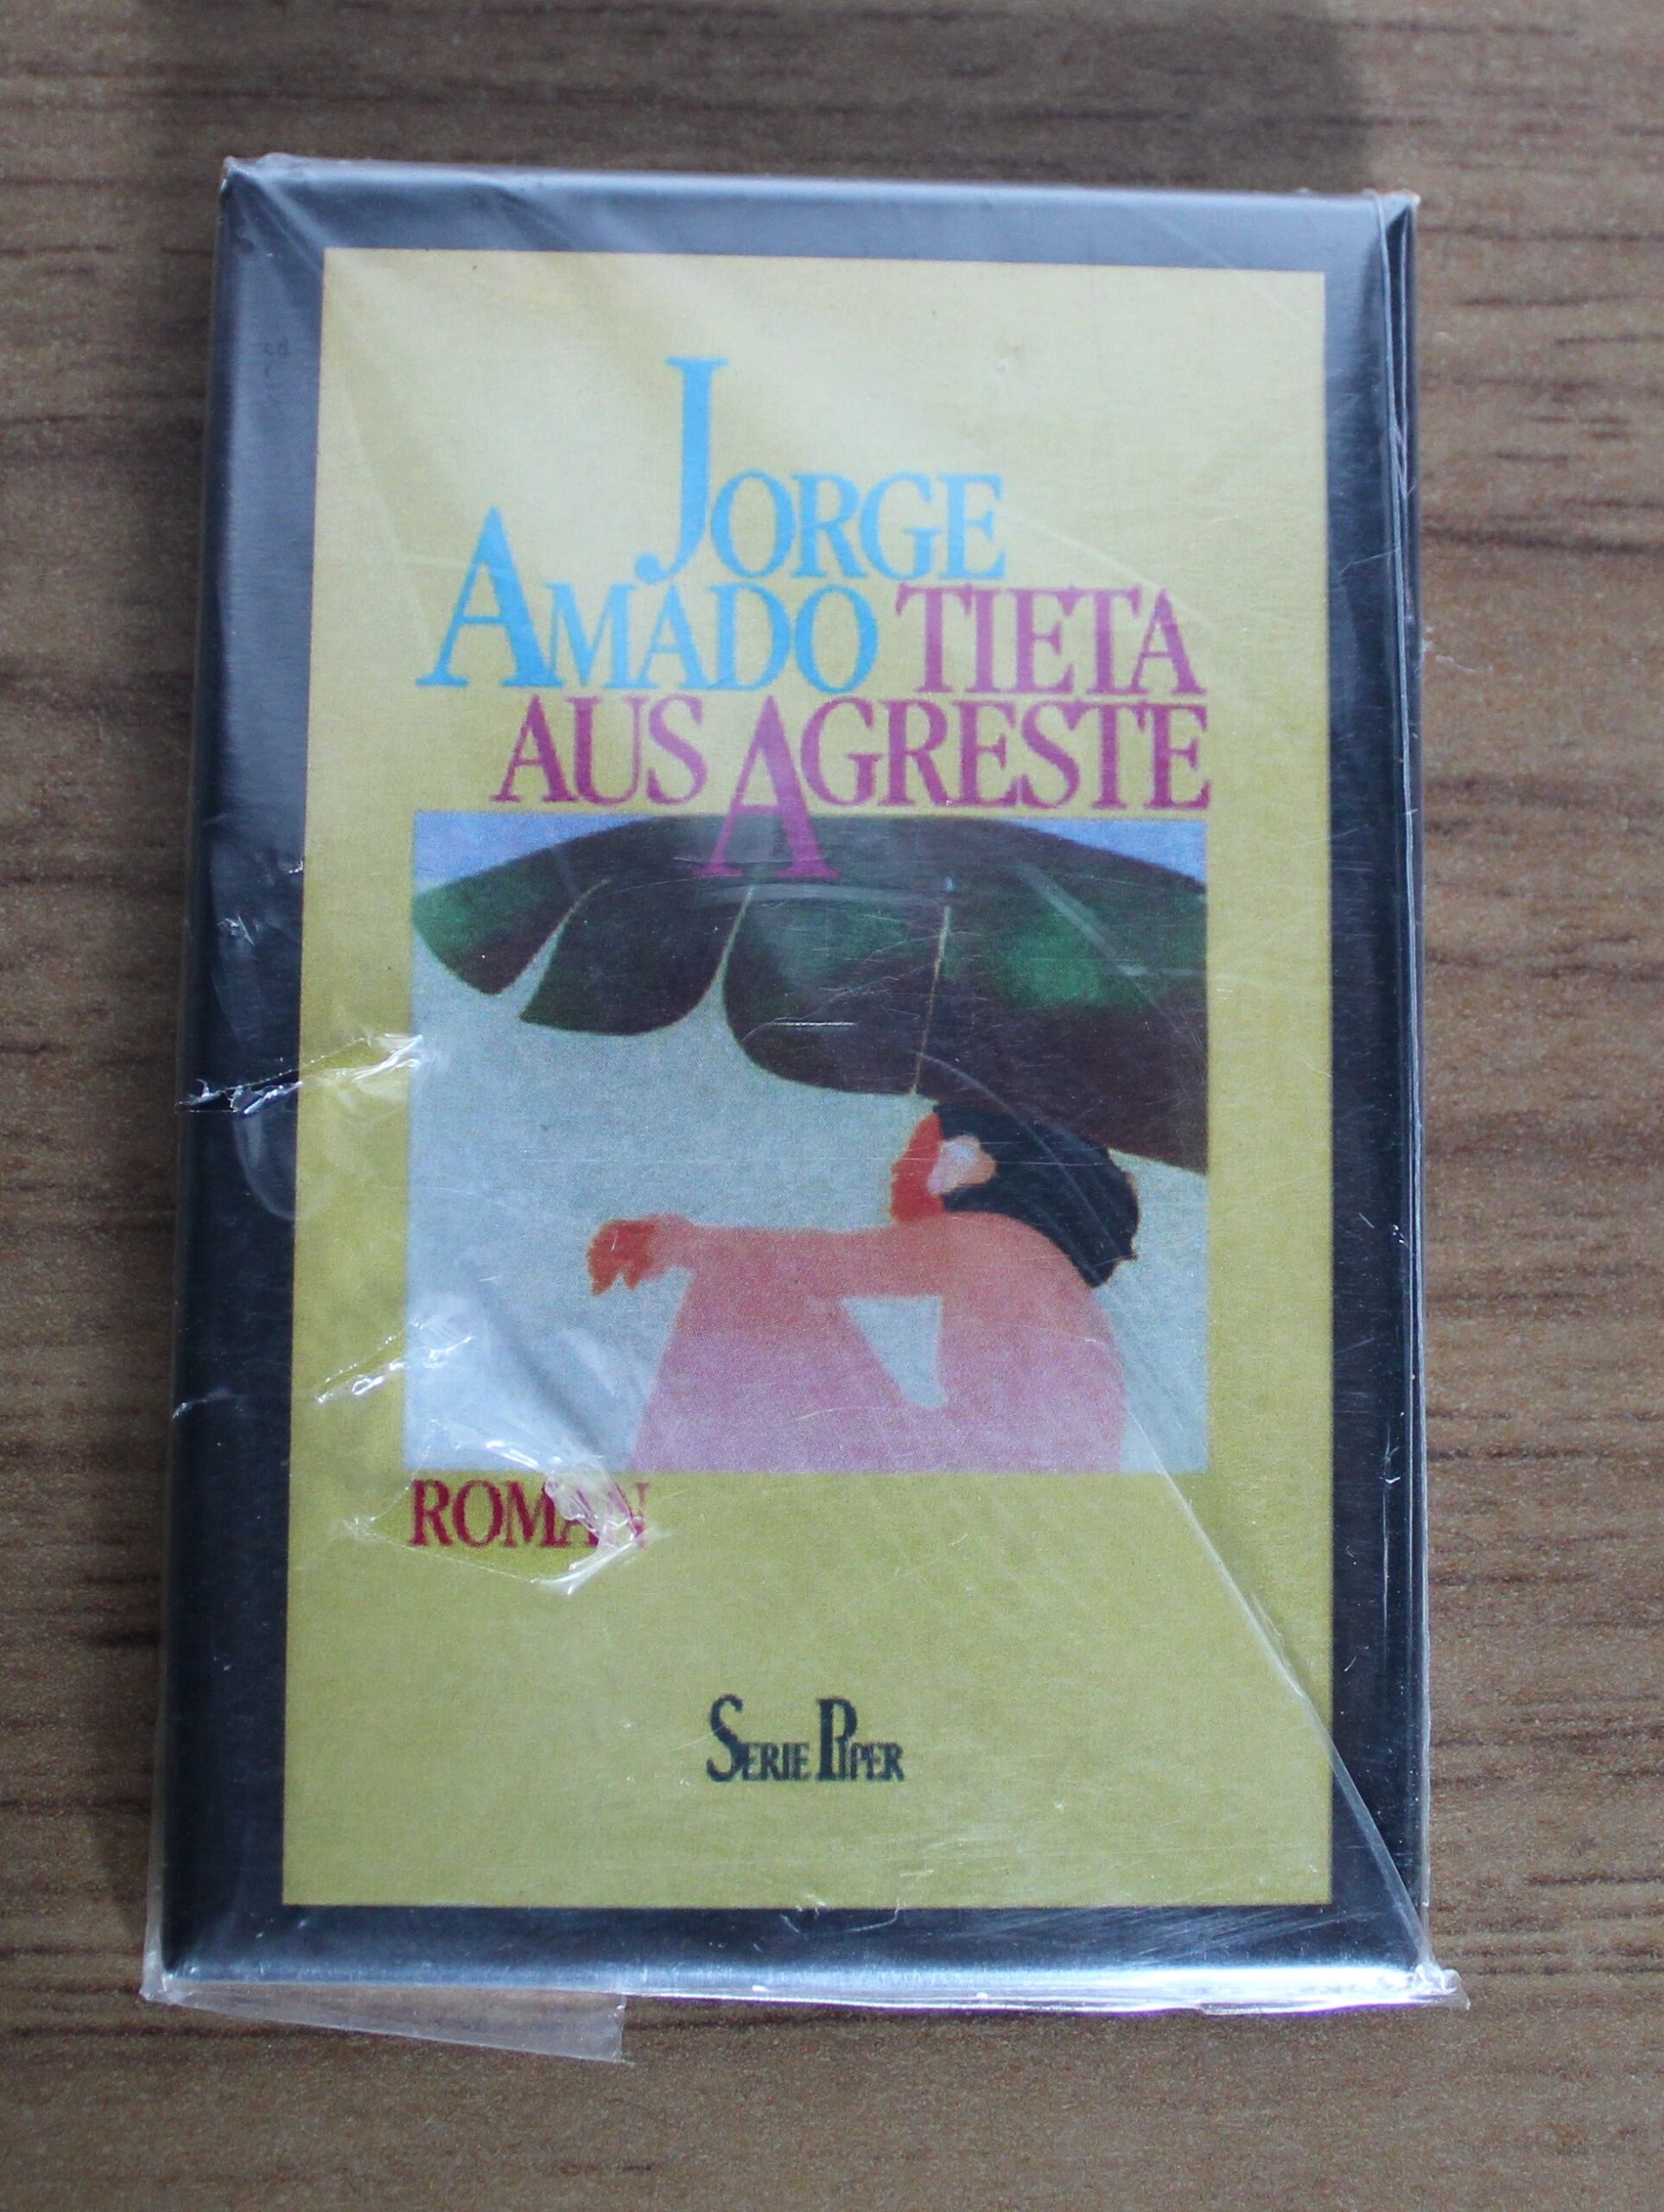 JORGE
AMADO TIETA
AUS AGRESTE
ROMAN
SERIE PIPER